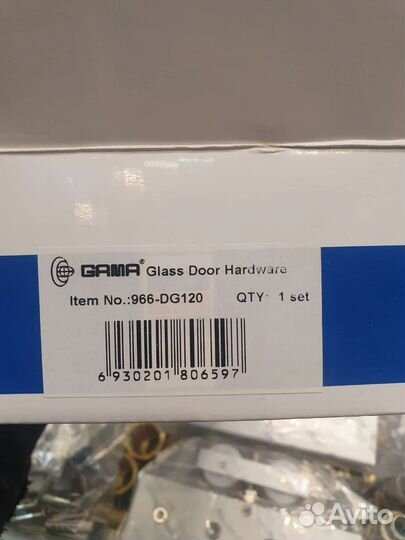 GAMA® Glass Door Hardware
Item No.:966-DG120 QTY: 1 set
6 930201 806597
Avito